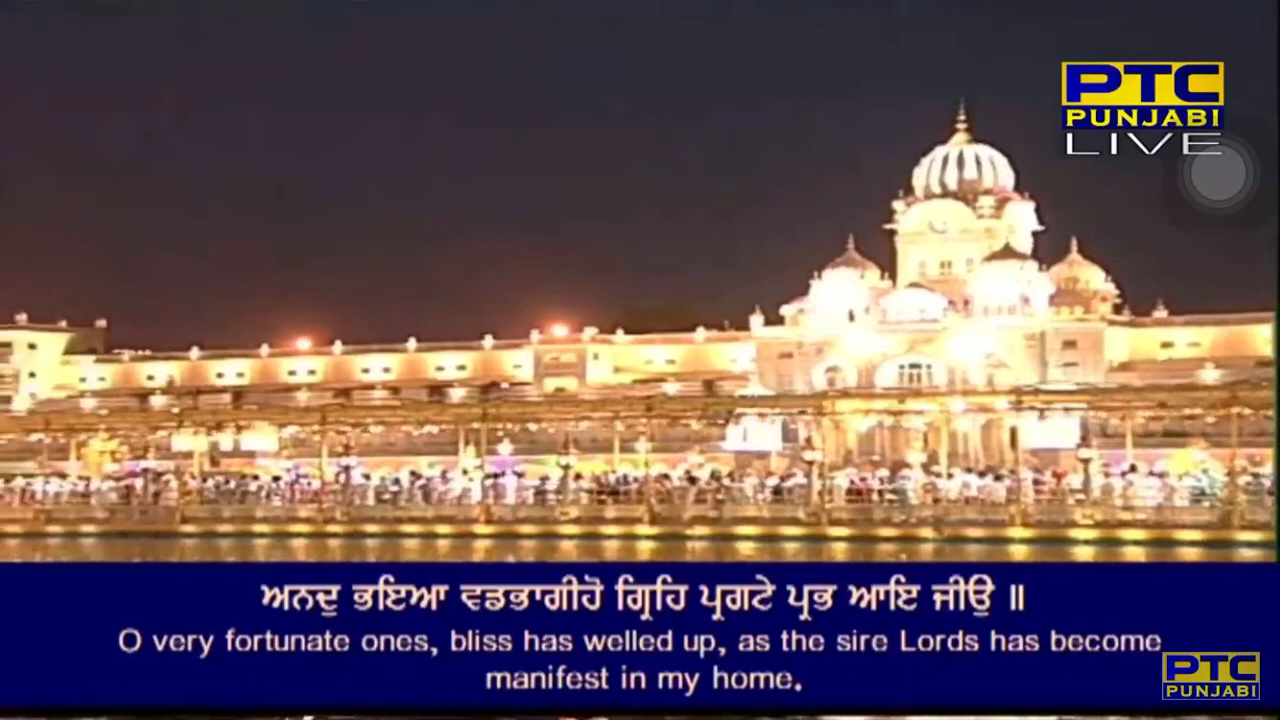 PTC
PUNJABI
LIVE
ਅਨਦੁ ਭਇਆ ਵਡਭਾਗੀਹੋ ਗ੍ਰਿਹਿ ਪ੍ਰਗਟੇ ਪ੍ਰਭ ਆਇ ਜੀਉ ॥
O very fortunate ones, bliss has welled up, as the sire Lords has become
manifest in my home.
PTC
PUNJABI